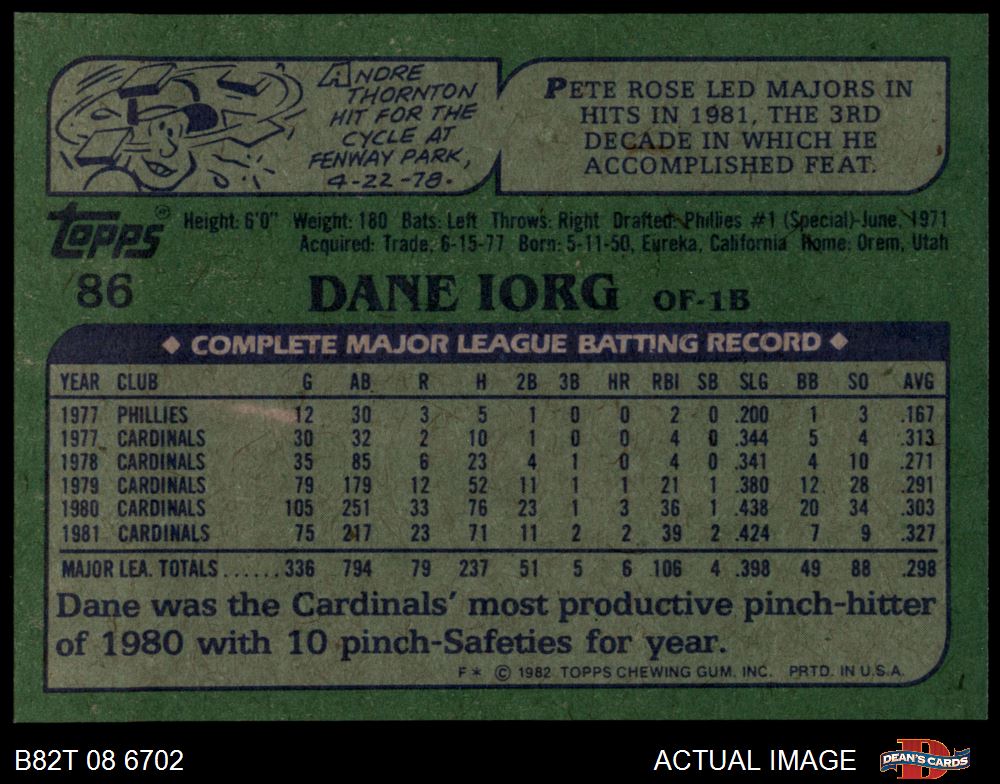 ANDRE
THORNTON
HIT FOR THE
CYCLE AT
FENWAY PARK,
4-22-78.
PETE ROSE LED MAJORS IN
HITS IN 1981, THE 3RD
DECADE IN WHICH HE
ACCOMPLISHED FEAT.
Topps®
Height: 6'0" Weight: 180 Bats: Left Throws: Right Drafted: Phillies #1 (Special)-June, 1971
Acquired: Trade, 6-15-77 Born: 5-11-50, Eureka, California Home: Orem, Utah
86 DANE IORG OF-1B
◆ COMPLETE MAJOR LEAGUE BATTING RECORD ◆
YEAR CLUB G AB R H 2B 3B HR RBI SB SLG BB SO AVG
1977 PHILLIES 12 30 3 5 1 0 0 2 0 .200 1 3 .167
1977 CARDINALS 30 32 2 10 1 0 0 4 0 .344 5 4 .313
1978 CARDINALS 35 85 6 23 4 1 0 4 0 .341 4 10 .271
1979 CARDINALS 79 179 12 52 11 1 1 21 1 .380 12 28 .291
1980 CARDINALS 105 251 33 76 23 1 3 36 1 .438 20 34 .303
1981 CARDINALS 75 217 23 71 11 2 2 39 2 .424 7 9 .327
MAJOR LEA. TOTALS......336 794 79 237 51 5 6 106 4 .398 49 88 .298
Dane was the Cardinals' most productive pinch-hitter
of 1980 with 10 pinch-Safeties for year.
F* © 1982 TOPPS CHEWING GUM, INC. PRTD. IN U.S.A.
B82T 08 6702
ACTUAL IMAGE
DEAN'S CARDS